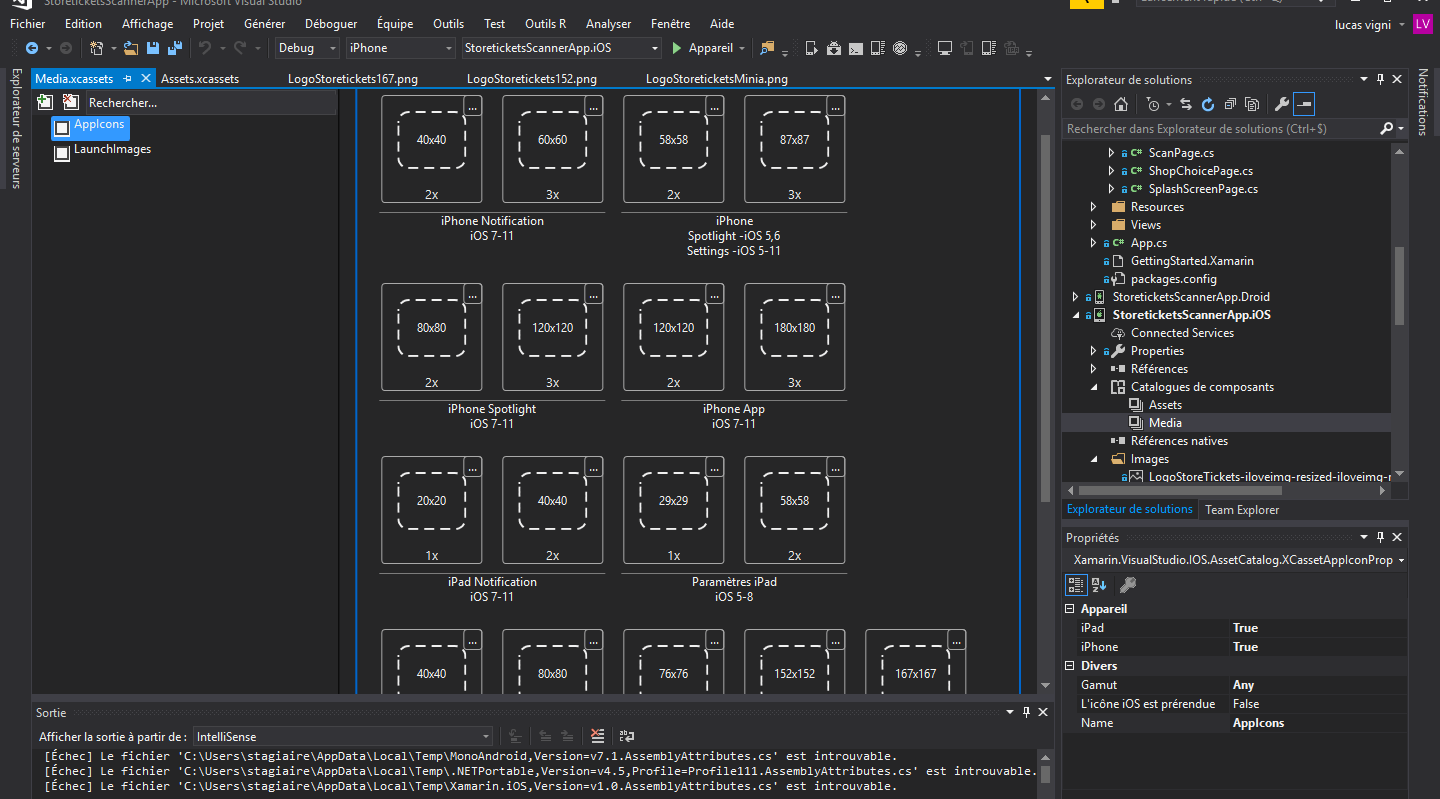 StoreticketsScannerApp - Microsoft Visual Studio
Fichier Edition Affichage Projet Générer Déboguer Équipe Outils Test Outils R Analyser Fenêtre Aide
lucas vigni LV
Debug iPhone StoreticketsScannerApp.iOS Appareil
Explorateur de serveurs
Media.xcassets Assets.xcassets LogoStoretickets167.png LogoStoretickets152.png LogoStoreticketsMinia.png
Rechercher...
AppIcons
LaunchImages
... ... ... ...
40x40 60x60 58x58 87x87
2x 3x 2x 3x
iPhone Notification
iOS 7-11
iPhone
Spotlight -iOS 5,6
Settings -iOS 5-11
... ... ... ...
80x80 120x120 120x120 180x180
2x 3x 2x 3x
iPhone Spotlight
iOS 7-11
iPhone App
iOS 7-11
... ... ... ...
20x20 40x40 29x29 58x58
1x 2x 1x 2x
iPad Notification
iOS 7-11
Paramètres iPad
iOS 5-8
... ... ... ... ...
40x40 80x80 76x76 152x152 167x167
Explorateur de solutions
Rechercher dans Explorateur de solutions (Ctrl+$)
C# ScanPage.cs
C# ShopChoicePage.cs
C# SplashScreenPage.cs
Resources
Views
C# App.cs
GettingStarted.Xamarin
packages.config
StoreticketsScannerApp.Droid
StoreticketsScannerApp.iOS
Connected Services
Properties
Références
Catalogues de composants
Assets
Media
Références natives
Images
LogoStoreTickets-iloveimg-resized-iloveimg-r
Explorateur de solutions Team Explorer
Notifications
Propriétés
Xamarin.VisualStudio.IOS.AssetCatalog.XCassetAppIconProp
Appareil
iPad True
iPhone True
Divers
Gamut Any
L'icône iOS est prérendue False
Name AppIcons
Sortie
Afficher la sortie à partir de : IntelliSense
[Échec] Le fichier 'C:\Users\stagiaire\AppData\Local\Temp\MonoAndroid,Version=v7.1.AssemblyAttributes.cs' est introuvable.
[Échec] Le fichier 'C:\Users\stagiaire\AppData\Local\Temp\.NETPortable,Version=v4.5,Profile=Profile111.AssemblyAttributes.cs' est introuvable.
[Échec] Le fichier 'C:\Users\stagiaire\AppData\Local\Temp\Xamarin.iOS,Version=v1.0.AssemblyAttributes.cs' est introuvable.